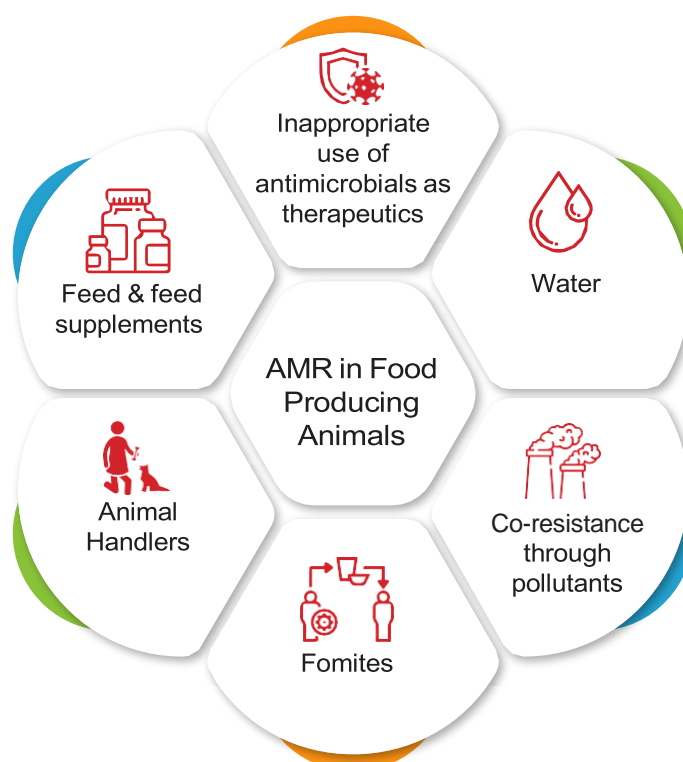 Inappropriate
use of
antimicrobials as
therapeutics
Water
Co-resistance
through
pollutants
Fomites
Animal
Handlers
Feed & feed
supplements
AMR in Food
Producing
Animals